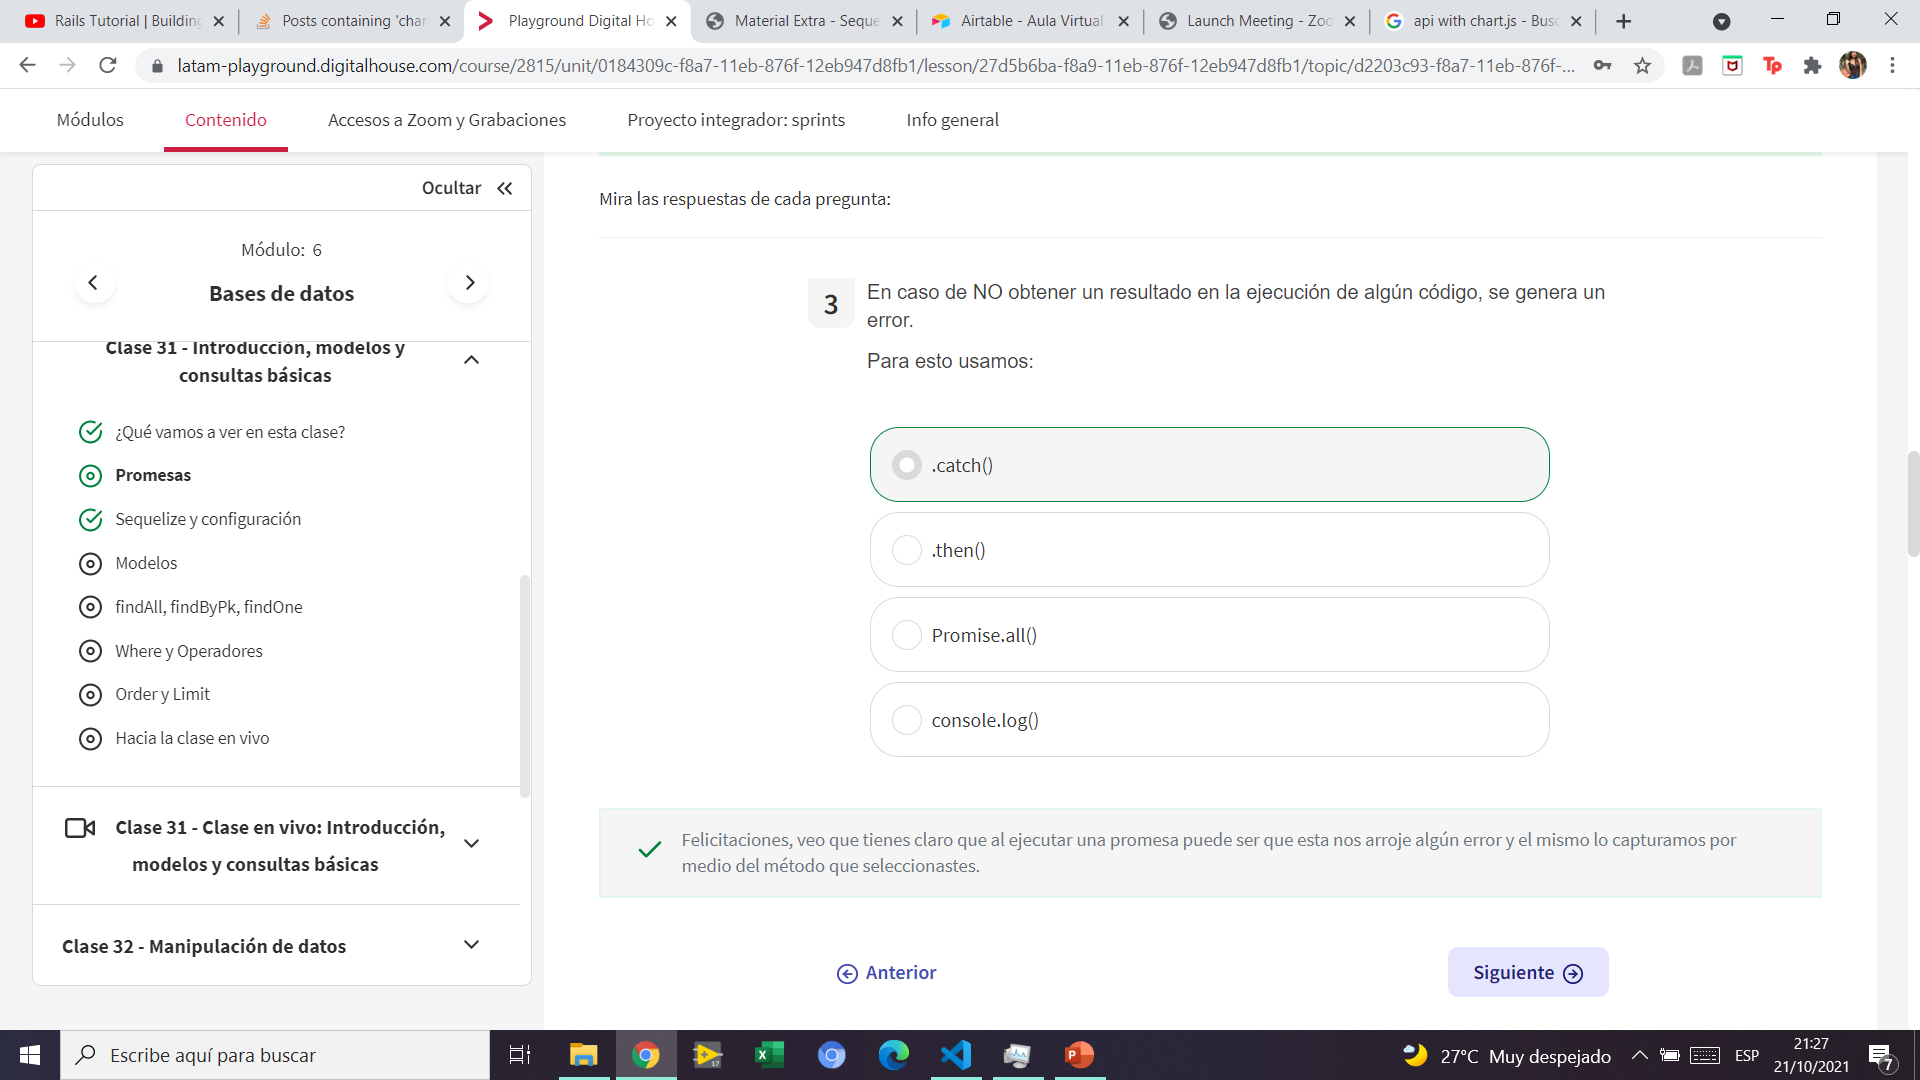 Rails Tutorial | Building
Posts containing 'char
Playground Digital Ho
Material Extra - Seque
Airtable - Aula Virtual
Launch Meeting - Zoo
api with chart.js - Busc
latam-playground.digitalhouse.com/course/2815/unit/0184309c-f8a7-11eb-876f-12eb947d8fb1/lesson/27d5b6ba-f8a9-11eb-876f-12eb947d8fb1/topic/d2203c93-f8a7-11eb-876f-...
Tp
Módulos
Contenido
Accesos a Zoom y Grabaciones
Proyecto integrador: sprints
Info general
Ocultar
Módulo: 6
Bases de datos
Clase 31 - Introducción, modelos y
consultas básicas
¿Qué vamos a ver en esta clase?
Promesas
Sequelize y configuración
Modelos
findAll, findByPk, findOne
Where y Operadores
Order y Limit
Hacia la clase en vivo
Clase 31 - Clase en vivo: Introducción,
modelos y consultas básicas
Clase 32 - Manipulación de datos
Mira las respuestas de cada pregunta:
3
En caso de NO obtener un resultado en la ejecución de algún código, se genera un
error.
Para esto usamos:
.catch()
.then()
Promise.all()
console.log()
Felicitaciones, veo que tienes claro que al ejecutar una promesa puede ser que esta nos arroje algún error y el mismo lo capturamos por
medio del método que seleccionastes.
Anterior
Siguiente
Escribe aquí para buscar
27°C Muy despejado
ESP
21:27
21/10/2021
7